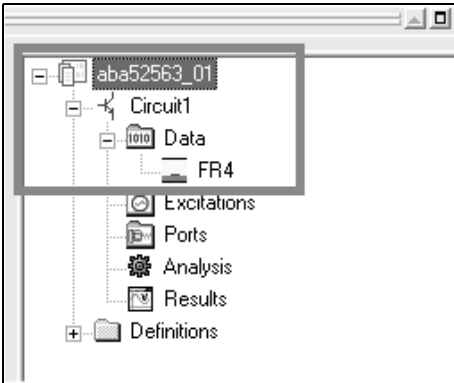 aba52563_01
Circuit1
Data
FR4
Excitations
Ports
Analysis
Results
Definitions